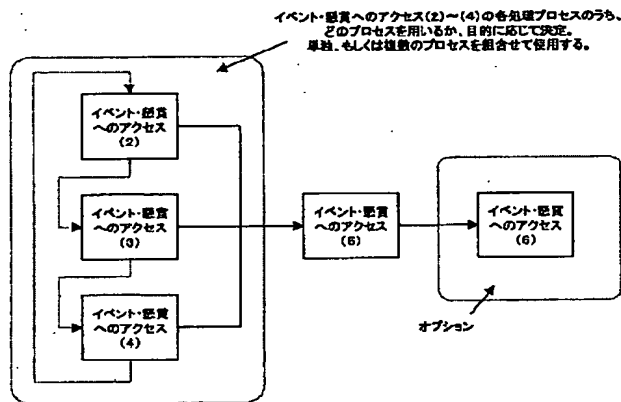 イベント・懸賞へのアクセス(2)～(4)の各処理プロセスのうち、
どのプロセスを用いるか、目的に応じて決定。
単独、もしくは複数のプロセスを組合せて使用する。
イベント・懸賞
へのアクセス
(2)
イベント・懸賞
へのアクセス
(3)
イベント・懸賞
へのアクセス
(4)
イベント・懸賞
へのアクセス
(5)
イベント・懸賞
へのアクセス
(6)
オプション